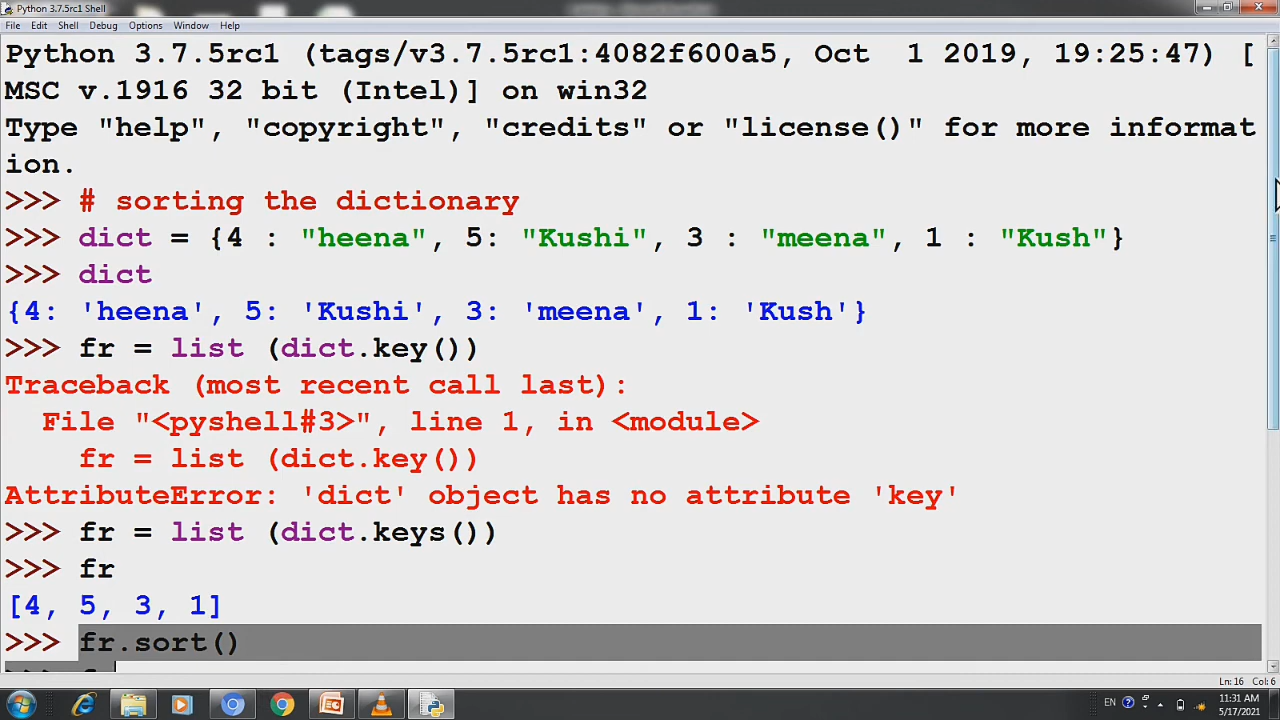 Python 3.7.5rc1 Shell
File Edit Shell Debug Options Window Help
Python 3.7.5rc1 (tags/v3.7.5rc1:4082f600a5, Oct  1 2019, 19:25:47) [
MSC v.1916 32 bit (Intel)] on win32
Type "help", "copyright", "credits" or "license()" for more informat
ion.
>>> # sorting the dictionary
>>> dict = {4 : "heena", 5: "Kushi", 3 : "meena", 1 : "Kush"}
>>> dict
{4: 'heena', 5: 'Kushi', 3: 'meena', 1: 'Kush'}
>>> fr = list (dict.key())
Traceback (most recent call last):
  File "<pyshell#3>", line 1, in <module>
    fr = list (dict.key())
AttributeError: 'dict' object has no attribute 'key'
>>> fr = list (dict.keys())
>>> fr
[4, 5, 3, 1]
>>> fr.sort()
Ln: 16 Col: 6
EN
11:31 AM
5/17/2021